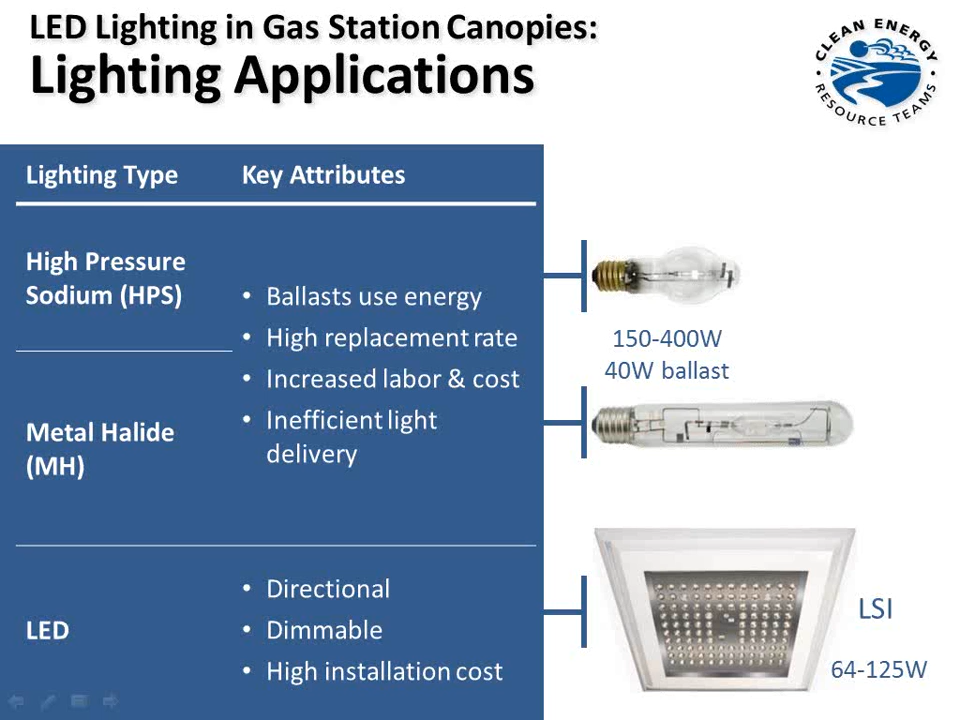 LED Lighting in Gas Station Canopies:
Lighting Applications
CLEAN ENERGY
RESOURCE TEAMS
Lighting Type
Key Attributes
High Pressure
Sodium (HPS)
• Ballasts use energy
• High replacement rate
• Increased labor & cost
• Inefficient light
delivery
Metal Halide
(MH)
150-400W
40W ballast
LED
• Directional
• Dimmable
• High installation cost
LSI
64-125W